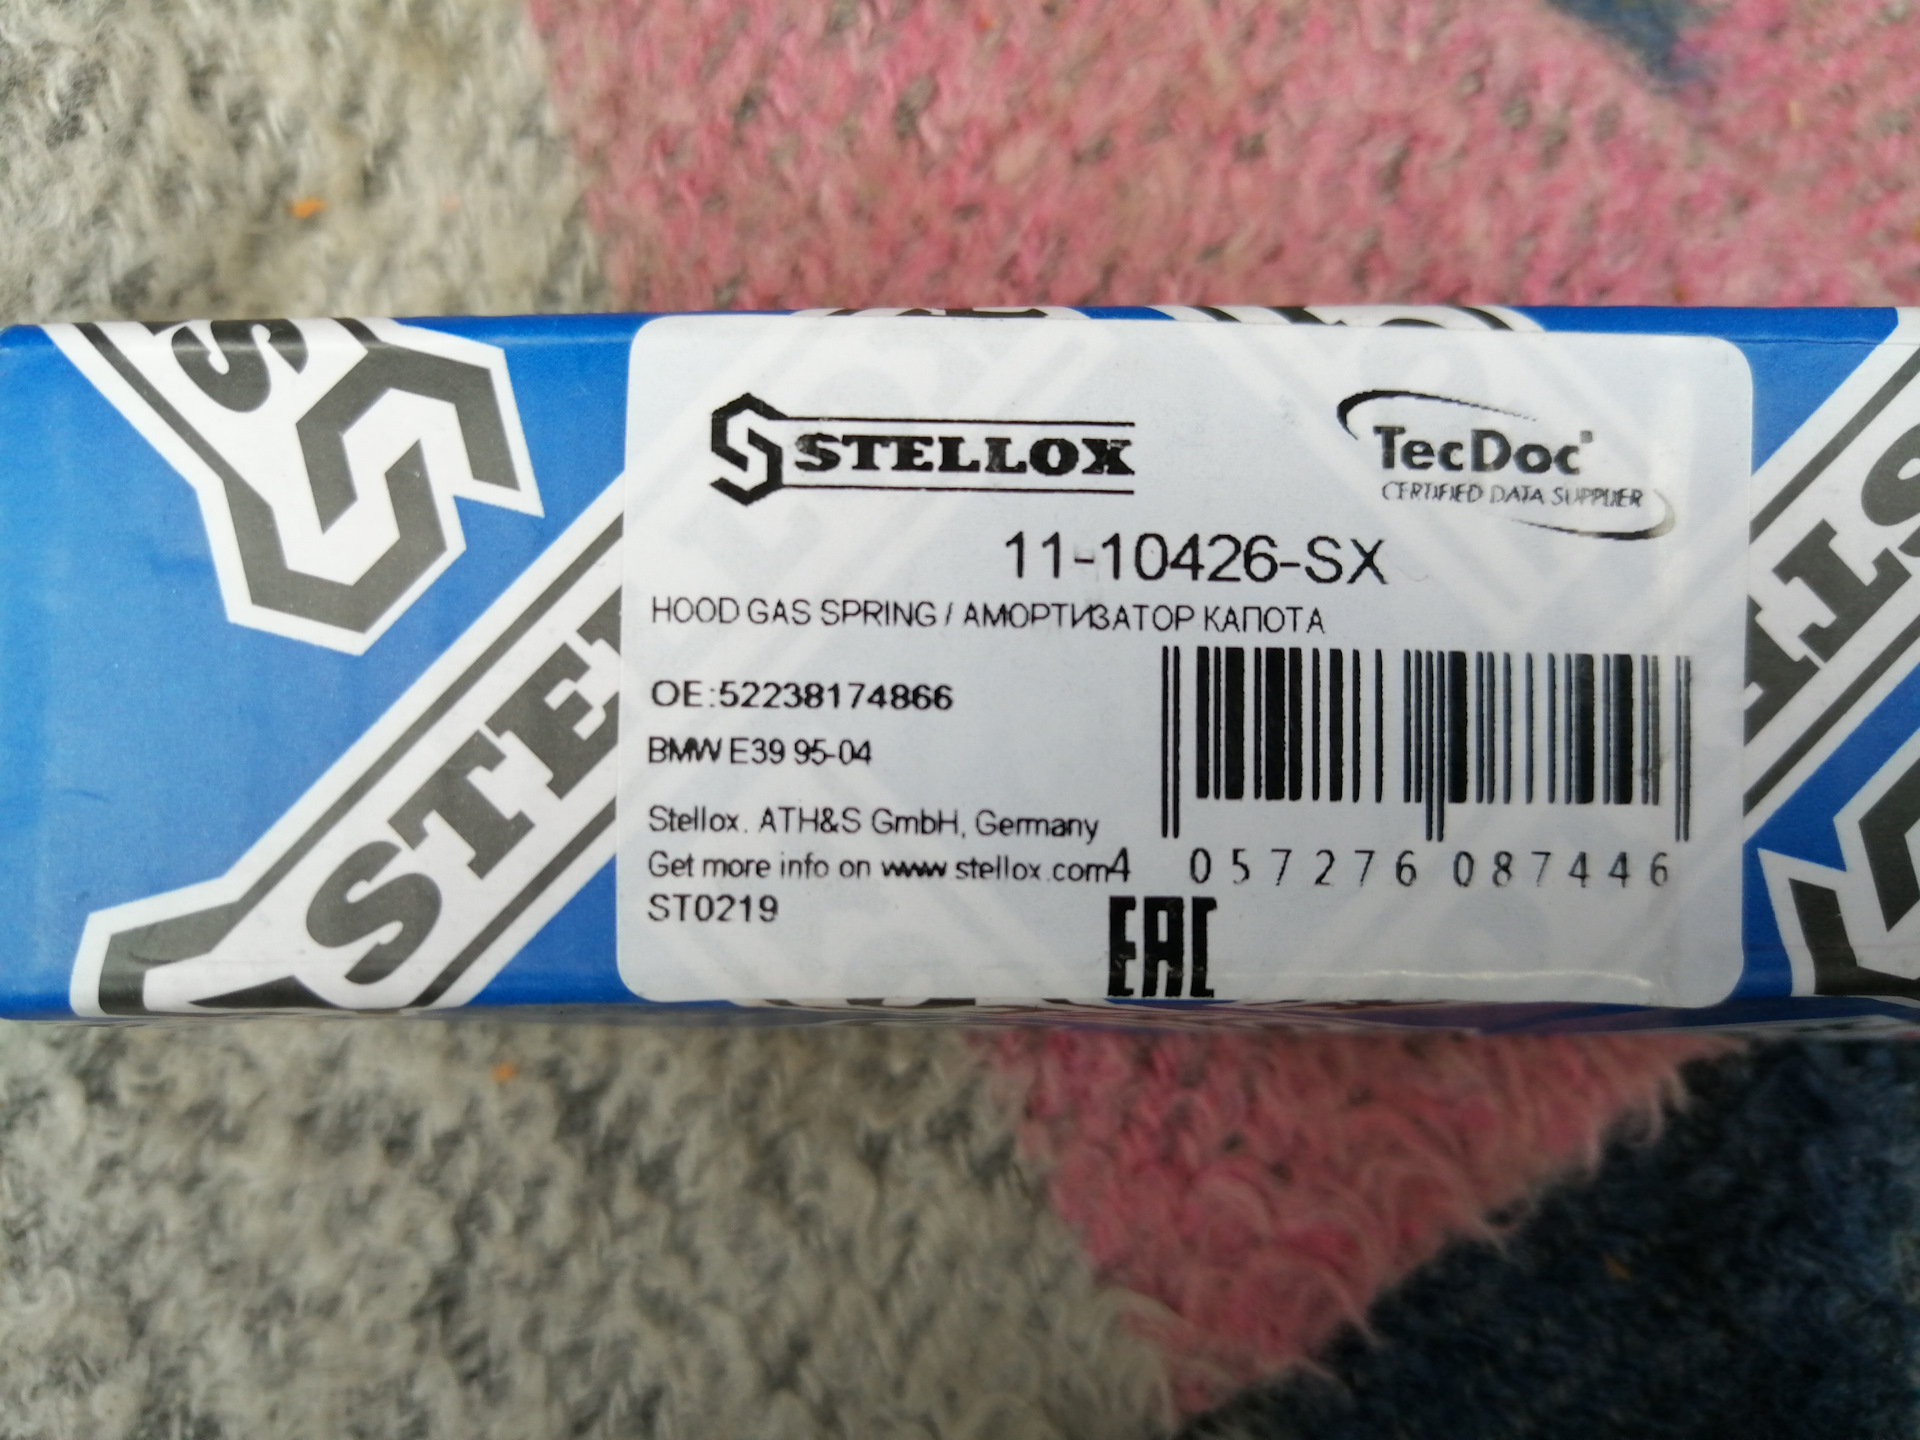 STELLOX
TecDoc
CERTIFIED DATA SUPPLIER
11-10426-SX
HOOD GAS SPRING / АМОРТИЗАТОР КАПОТА
OE:52238174866
BMW E39 95-04
Stellox. ATH&S GmbH, Germany
Get more info on www.stellox.com
4 057276 087446
ST0219
EAC